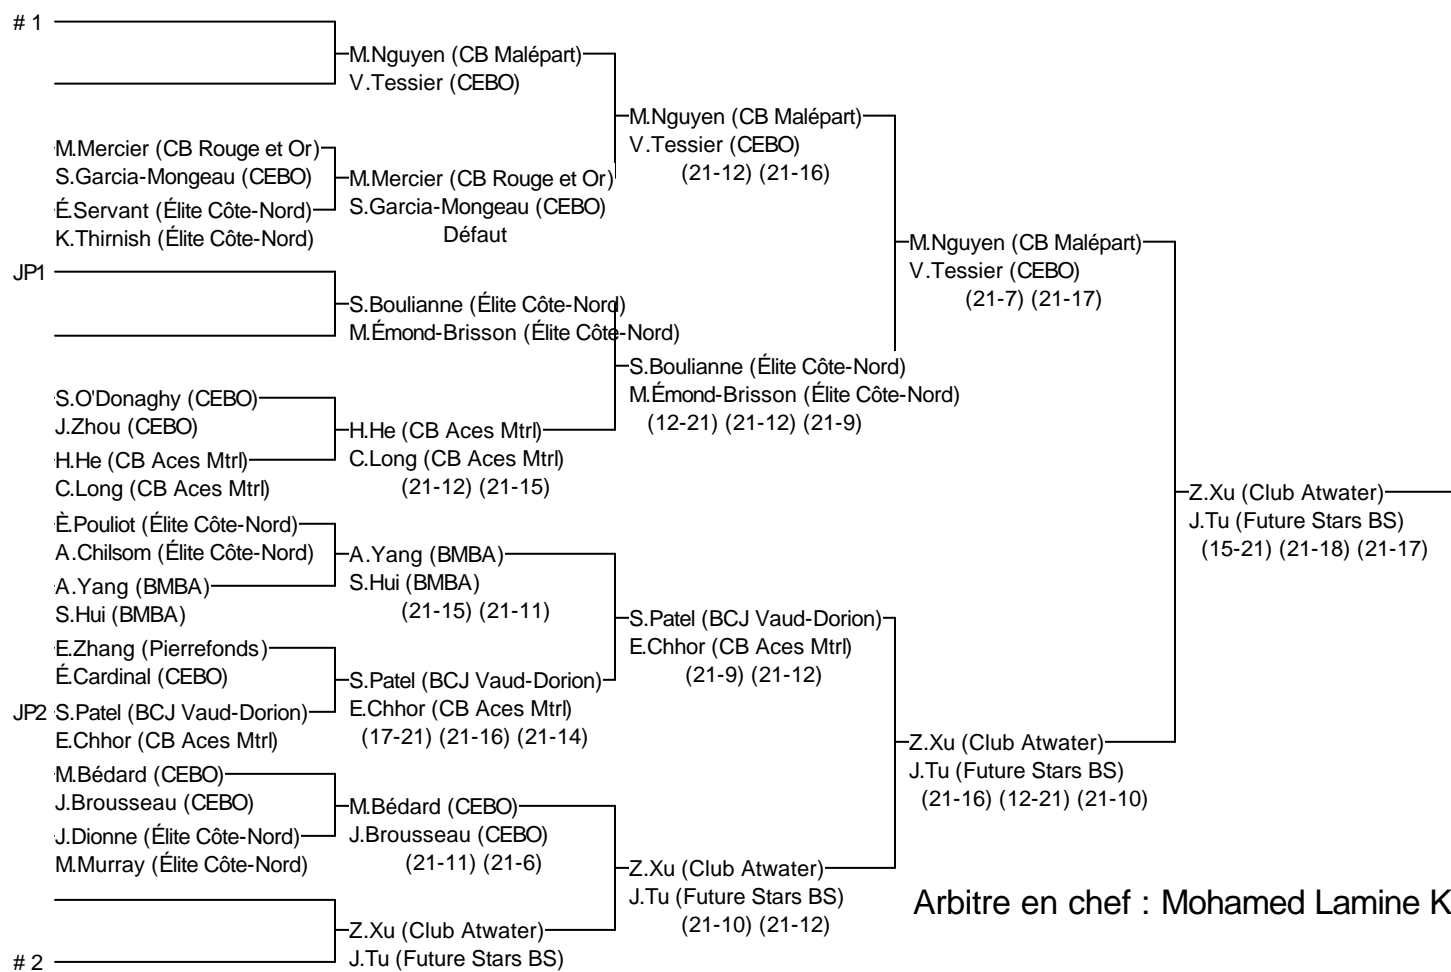 # 1
M.Nguyen (CB Malépart)
V.Tessier (CEBO)
M.Nguyen (CB Malépart)
V.Tessier (CEBO)
(21-12) (21-16)
M.Mercier (CB Rouge et Or)
S.Garcia-Mongeau (CEBO)
M.Mercier (CB Rouge et Or)
S.Garcia-Mongeau (CEBO)
Défaut
É.Servant (Élite Côte-Nord)
K.Thirnish (Élite Côte-Nord)
M.Nguyen (CB Malépart)
V.Tessier (CEBO)
(21-7) (21-17)
JP1
S.Boulianne (Élite Côte-Nord)
M.Émond-Brisson (Élite Côte-Nord)
S.Boulianne (Élite Côte-Nord)
M.Émond-Brisson (Élite Côte-Nord)
(12-21) (21-12) (21-9)
S.O'Donaghy (CEBO)
J.Zhou (CEBO)
H.He (CB Aces Mtrl)
C.Long (CB Aces Mtrl)
(21-12) (21-15)
H.He (CB Aces Mtrl)
C.Long (CB Aces Mtrl)
Z.Xu (Club Atwater)
J.Tu (Future Stars BS)
(15-21) (21-18) (21-17)
È.Pouliot (Élite Côte-Nord)
A.Chilsom (Élite Côte-Nord)
A.Yang (BMBA)
S.Hui (BMBA)
(21-15) (21-11)
A.Yang (BMBA)
S.Hui (BMBA)
S.Patel (BCJ Vaud-Dorion)
E.Chhor (CB Aces Mtrl)
(21-9) (21-12)
E.Zhang (Pierrefonds)
É.Cardinal (CEBO)
S.Patel (BCJ Vaud-Dorion)
E.Chhor (CB Aces Mtrl)
(17-21) (21-16) (21-14)
JP2 S.Patel (BCJ Vaud-Dorion)
E.Chhor (CB Aces Mtrl)
Z.Xu (Club Atwater)
J.Tu (Future Stars BS)
(21-16) (12-21) (21-10)
M.Bédard (CEBO)
J.Brousseau (CEBO)
M.Bédard (CEBO)
J.Brousseau (CEBO)
(21-11) (21-6)
J.Dionne (Élite Côte-Nord)
M.Murray (Élite Côte-Nord)
Z.Xu (Club Atwater)
J.Tu (Future Stars BS)
(21-10) (21-12)
Arbitre en chef : Mohamed Lamine K
Z.Xu (Club Atwater)
J.Tu (Future Stars BS)
# 2